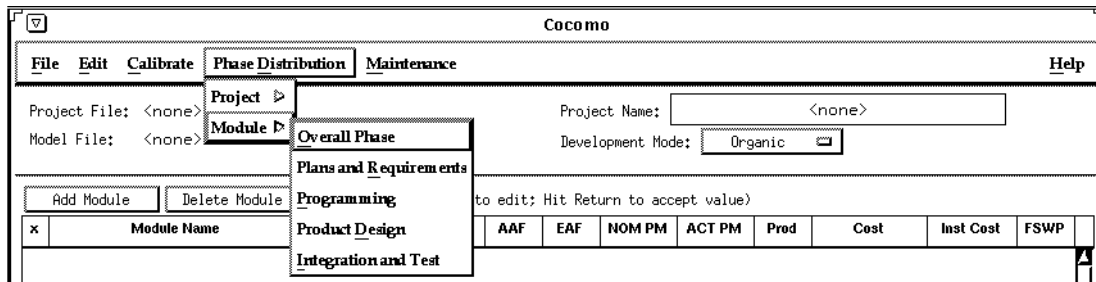 Cocomo
File Edit Calibrate Phase Distribution Maintenance Help
Project File: <none> Project Name: <none>
Model File: <none> Development Mode: Organic
Project
Module
Overall Phase
Plans and Requirements
Programming
Product Design
Integration and Test
Add Module Delete Module to edit; Hit Return to accept value)
x Module Name AAF EAF NOM PM ACT PM Prod Cost Inst Cost FSWP